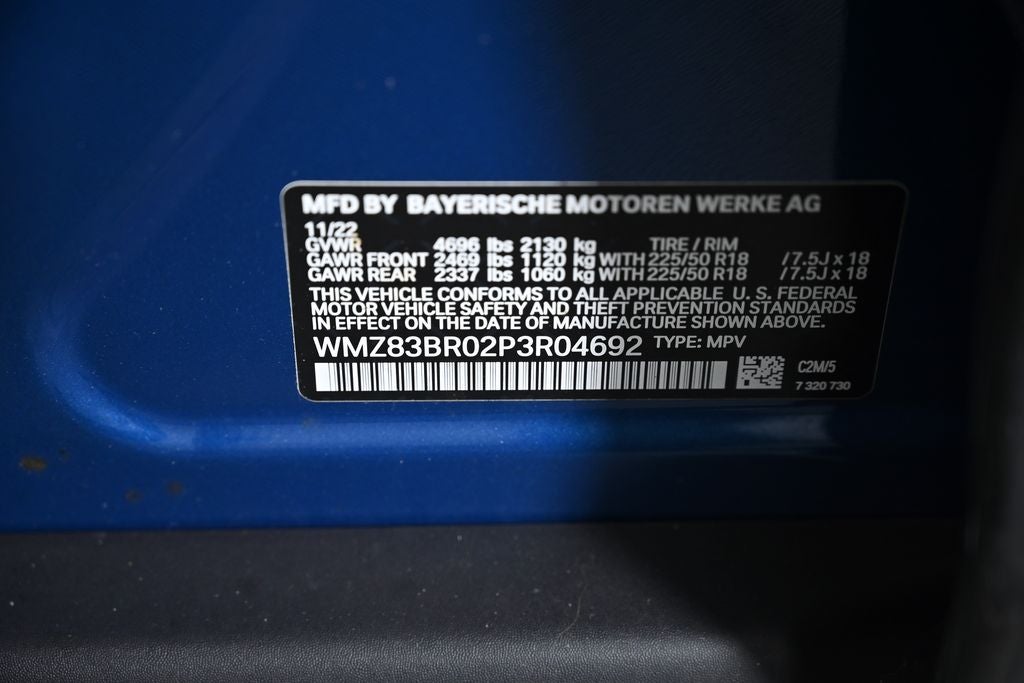 MFD BY BAYERISCHE MOTOREN WERKE AG
11/22
GVWR 4696 lbs 2130 kg TIRE / RIM
GAWR FRONT 2469 lbs 1120 kg WITH 225/50 R18 /7.5J x 18
GAWR REAR 2337 lbs 1060 kg WITH 225/50 R18 /7.5J x 18
THIS VEHICLE CONFORMS TO ALL APPLICABLE U. S. FEDERAL
MOTOR VEHICLE SAFETY AND THEFT PREVENTION STANDARDS
IN EFFECT ON THE DATE OF MANUFACTURE SHOWN ABOVE.
WMZ83BR02P3R04692 TYPE: MPV
C2M/5
7 320 730